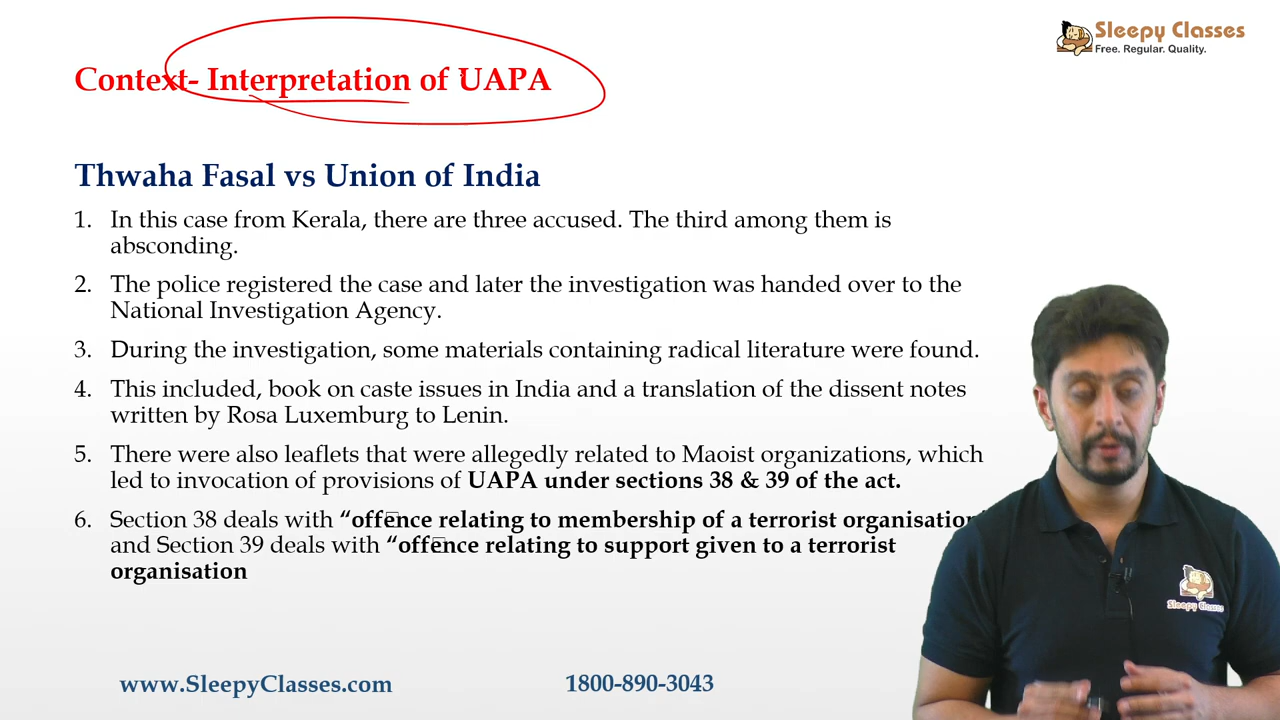 Sleepy Classes
Free. Regular. Quality.
Context- Interpretation of UAPA
Thwaha Fasal vs Union of India
1. In this case from Kerala, there are three accused. The third among them is
absconding.
2. The police registered the case and later the investigation was handed over to the
National Investigation Agency.
3. During the investigation, some materials containing radical literature were found.
4. This included, book on caste issues in India and a translation of the dissent notes
written by Rosa Luxemburg to Lenin.
5. There were also leaflets that were allegedly related to Maoist organizations, which
led to invocation of provisions of UAPA under sections 38 & 39 of the act.
6. Section 38 deals with “offence relating to membership of a terrorist organisation”
and Section 39 deals with “offence relating to support given to a terrorist
organisation
Sleepy Classes
www.SleepyClasses.com
1800-890-3043